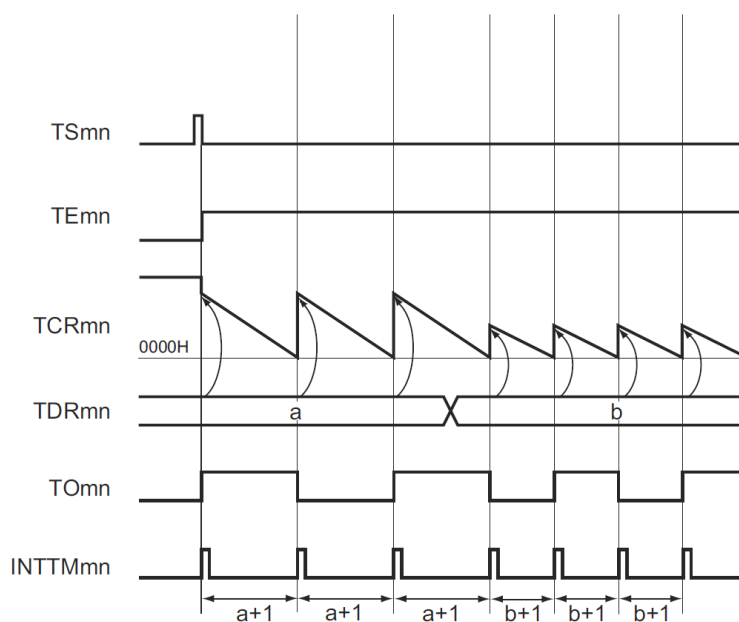 TSmn
TEmn
TCRmn
0000H
TDRmn
a
b
TOmn
INTTMmn
a+1
a+1
a+1
b+1
b+1
b+1